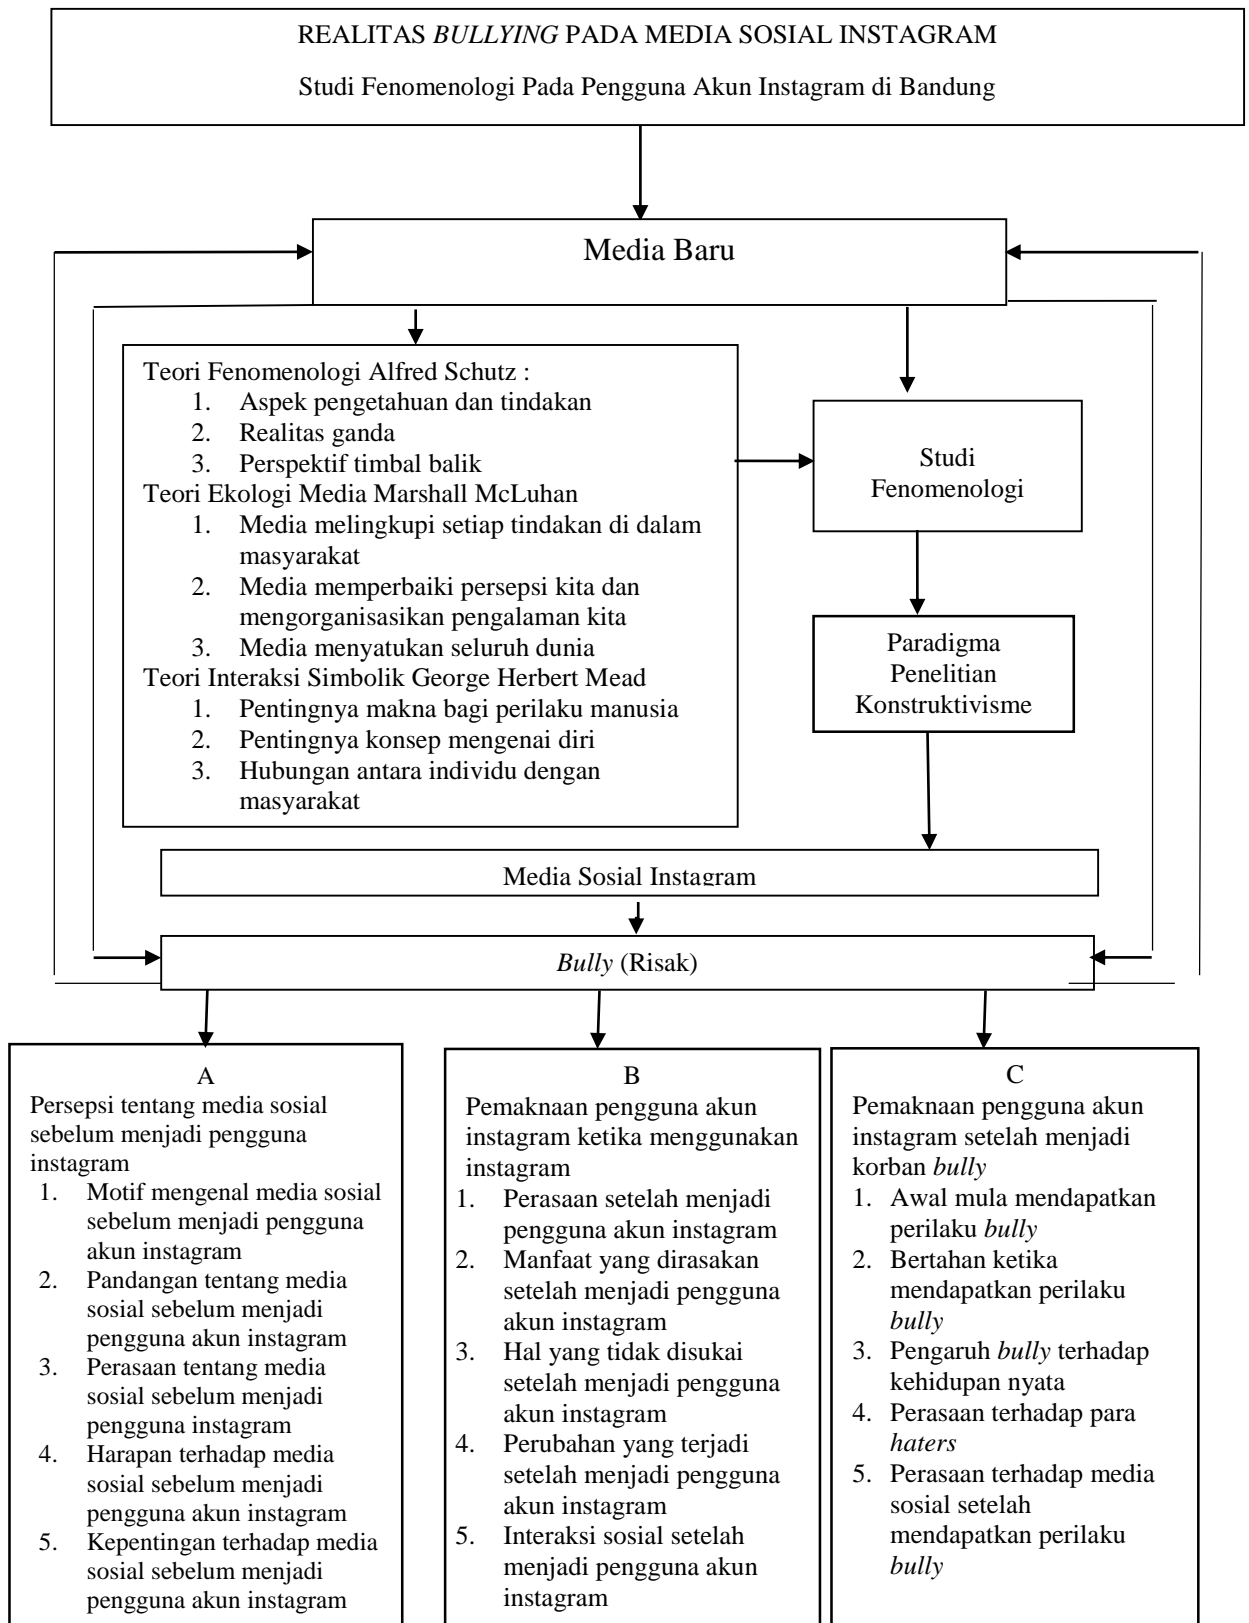 REALITAS BULLYING PADA MEDIA SOSIAL INSTAGRAM
Studi Fenomenologi Pada Pengguna Akun Instagram di Bandung
Media Baru
Teori Fenomenologi Alfred Schutz :
1. Aspek pengetahuan dan tindakan
2. Realitas ganda
3. Perspektif timbal balik
Teori Ekologi Media Marshall McLuhan
1. Media melingkupi setiap tindakan di dalam
masyarakat
2. Media memperbaiki persepsi kita dan
mengorganisasikan pengalaman kita
3. Media menyatukan seluruh dunia
Teori Interaksi Simbolik George Herbert Mead
1. Pentingnya makna bagi perilaku manusia
2. Pentingnya konsep mengenai diri
3. Hubungan antara individu dengan
masyarakat
Studi
Fenomenologi
Paradigma
Penelitian
Konstruktivisme
Media Sosial Instagram
Bully (Risak)
A
Persepsi tentang media sosial
sebelum menjadi pengguna
instagram
1. Motif mengenal media sosial
sebelum menjadi pengguna
akun instagram
2. Pandangan tentang media
sosial sebelum menjadi
pengguna akun instagram
3. Perasaan tentang media
sosial sebelum menjadi
pengguna instagram
4. Harapan terhadap media
sosial sebelum menjadi
pengguna akun instagram
5. Kepentingan terhadap media
sosial sebelum menjadi
pengguna akun instagram
B
Pemaknaan pengguna akun
instagram ketika menggunakan
instagram
1. Perasaan setelah menjadi
pengguna akun instagram
2. Manfaat yang dirasakan
setelah menjadi pengguna
akun instagram
3. Hal yang tidak disukai
setelah menjadi pengguna
akun instagram
4. Perubahan yang terjadi
setelah menjadi pengguna
akun instagram
5. Interaksi sosial setelah
menjadi pengguna akun
instagram
C
Pemaknaan pengguna akun
instagram setelah menjadi
korban bully
1. Awal mula mendapatkan
perilaku bully
2. Bertahan ketika
mendapatkan perilaku
bully
3. Pengaruh bully terhadap
kehidupan nyata
4. Perasaan terhadap para
haters
5. Perasaan terhadap media
sosial setelah
mendapatkan perilaku
bully